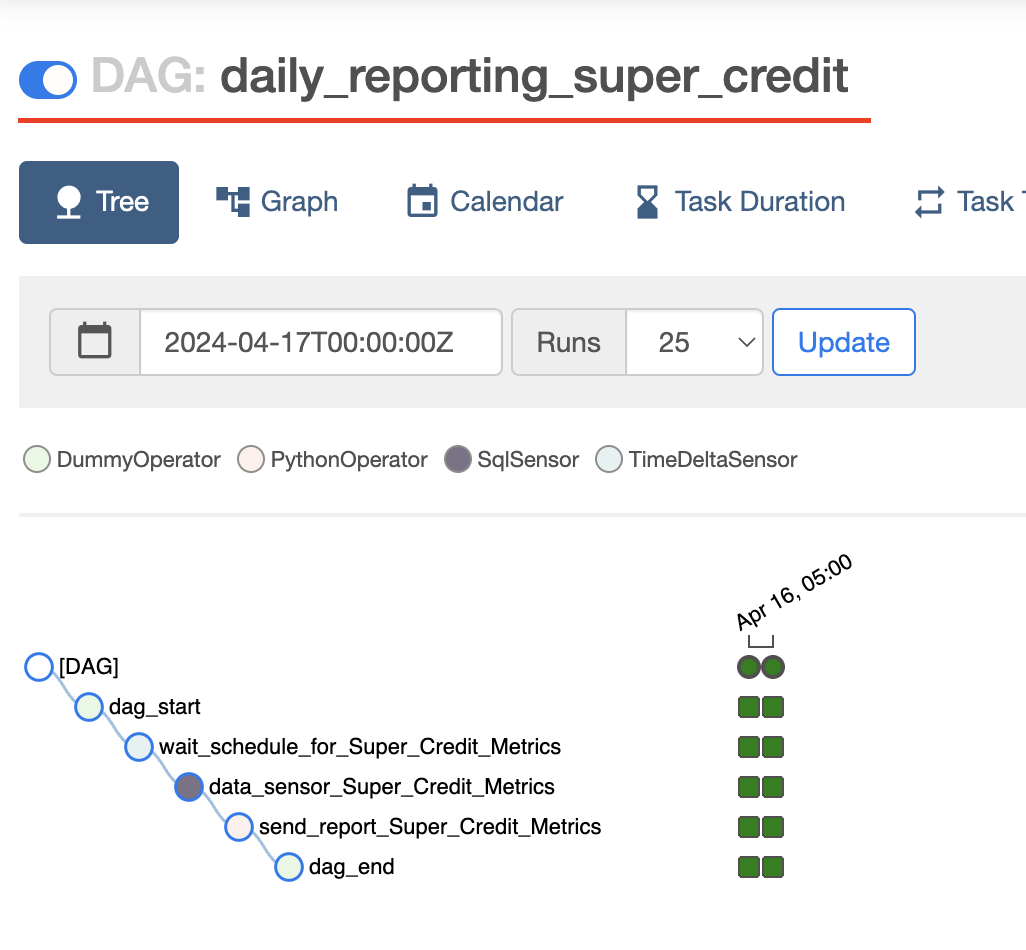 DAG: daily_reporting_super_credit
Tree Graph Calendar Task Duration Task
2024-04-17T00:00:00Z Runs 25 Update
DummyOperator PythonOperator SqlSensor TimeDeltaSensor
Apr 16, 05:00
[DAG]
dag_start
wait_schedule_for_Super_Credit_Metrics
data_sensor_Super_Credit_Metrics
send_report_Super_Credit_Metrics
dag_end